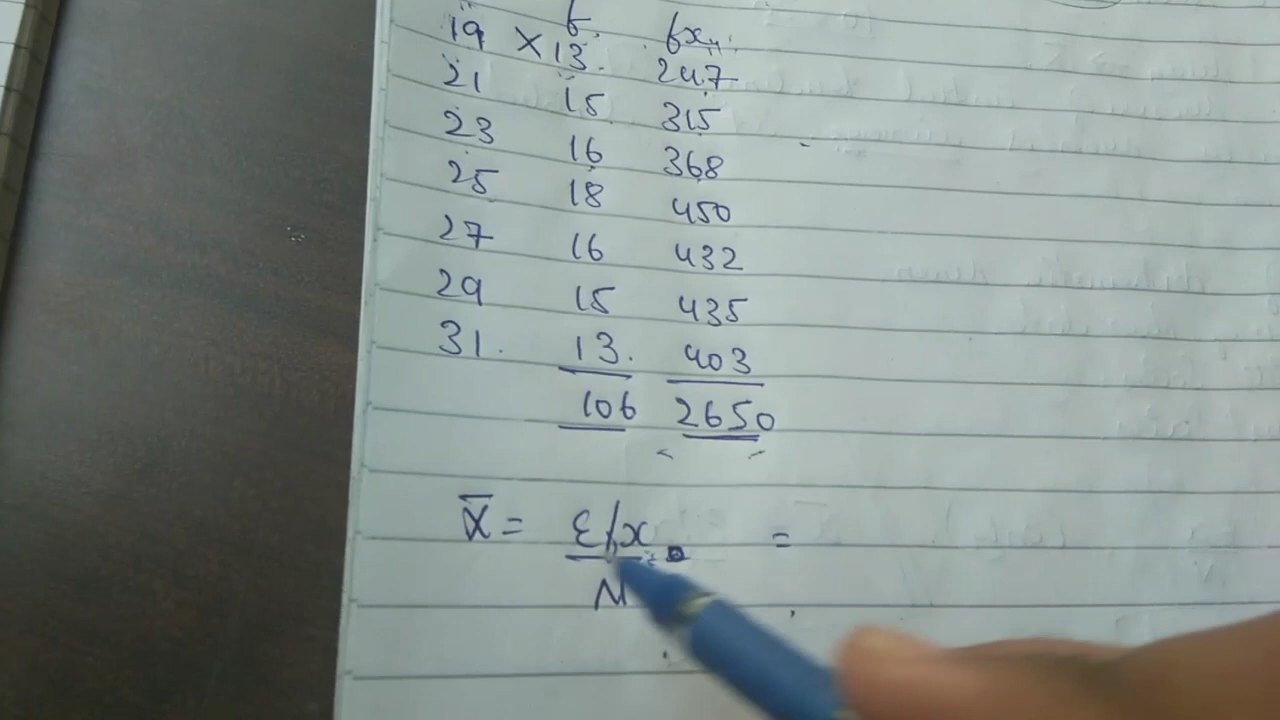 f fx
19 × 13 247
21 15 315
23 16 368
25 18 450
27 16 432
29 15 435
31 13 403
106 2650
X̄ = Σfx =
N